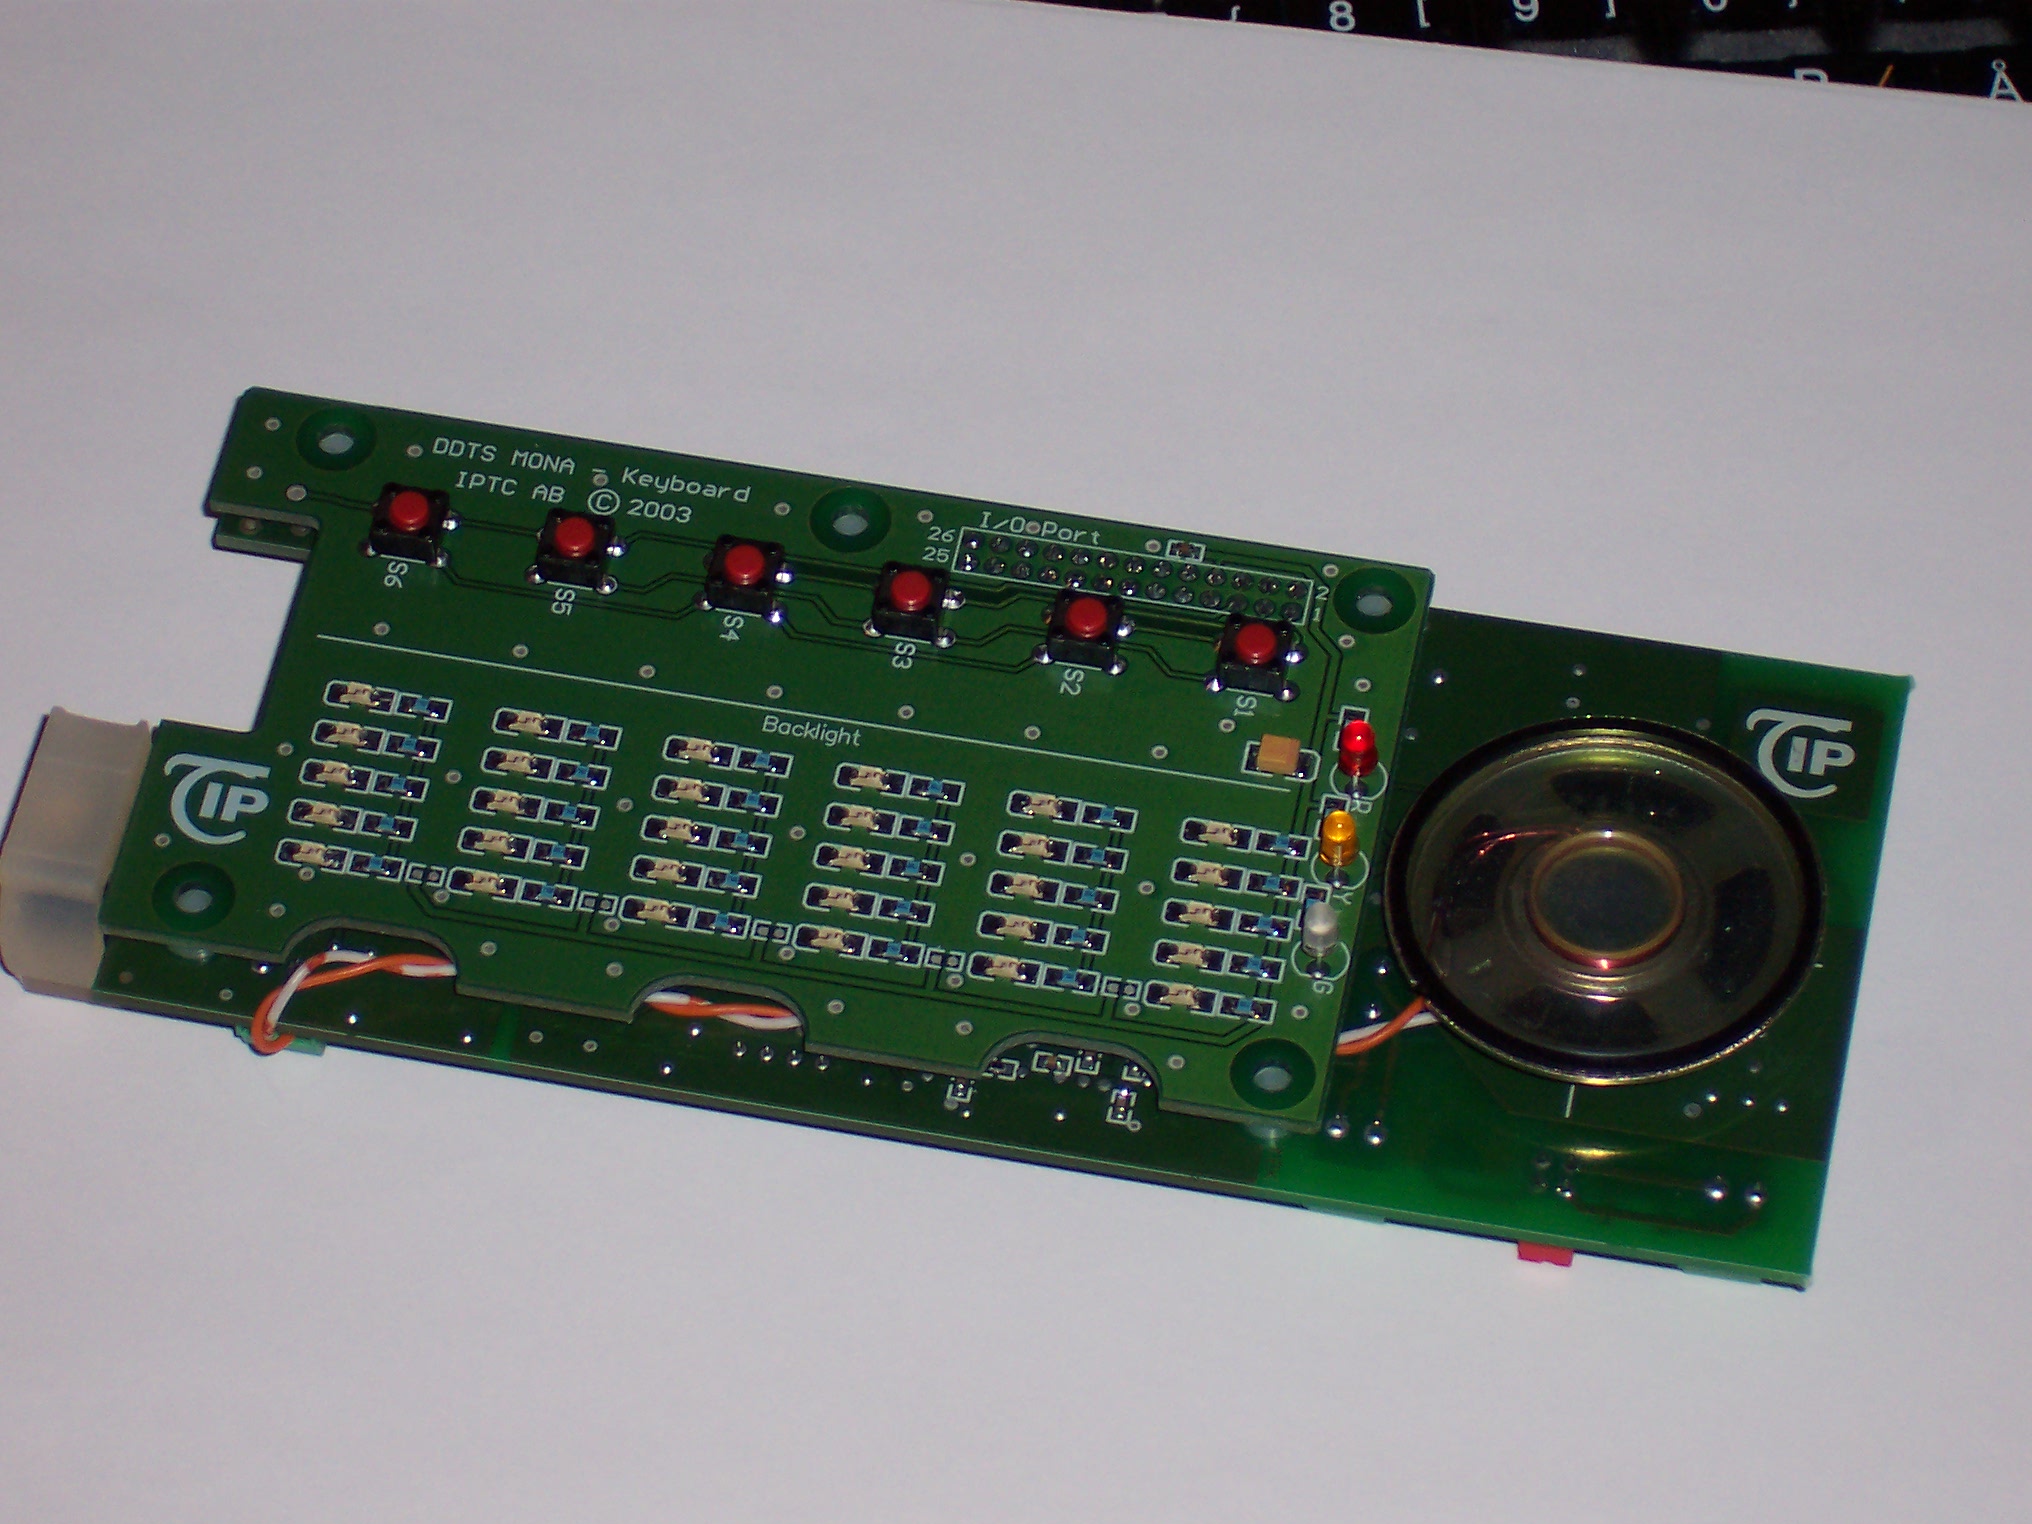 8 [ 9 ]
Å
DDTS MONA - Keyboard
IPTC AB © 2003
I/O Port
26
25
2
1
S6
S5
S4
S3
S2
S1
Backlight
R
Y
G
TIP
TIP